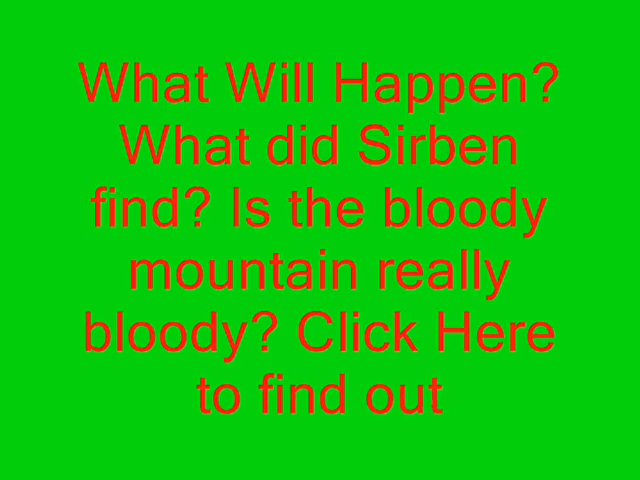 What Will Happen?
What did Sirben
find? Is the bloody
mountain really
bloody? Click Here
to find out